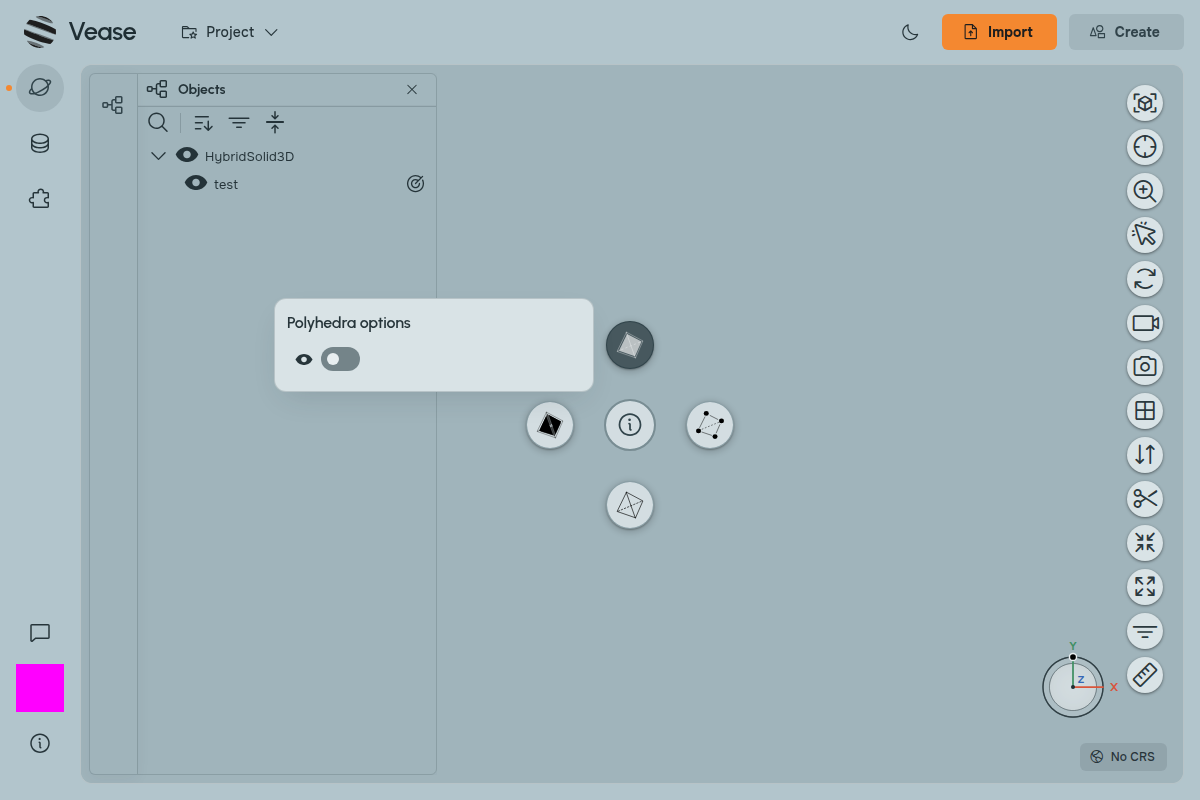 Vease
Project
Import
Create
Objects
HybridSolid3D
test
Polyhedra options
Y
Z
X
No CRS